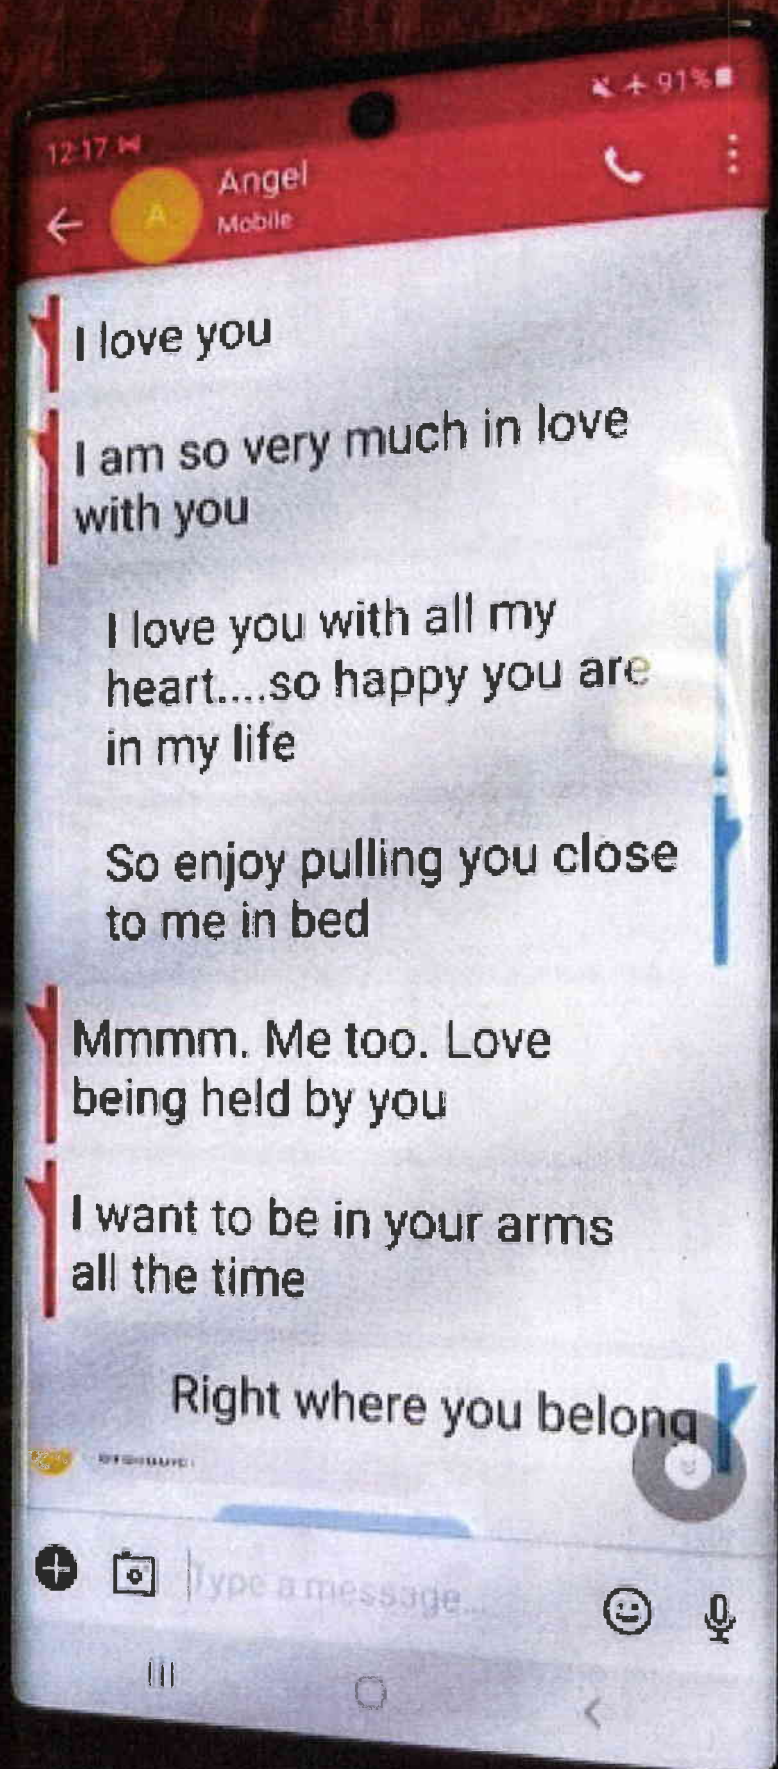 12:17
91%
A
Angel
Mobile
I love you
I am so very much in love
with you
I love you with all my
heart....so happy you are
in my life
So enjoy pulling you close
to me in bed
Mmmm. Me too. Love
being held by you
I want to be in your arms
all the time
Right where you belong
Type a message...